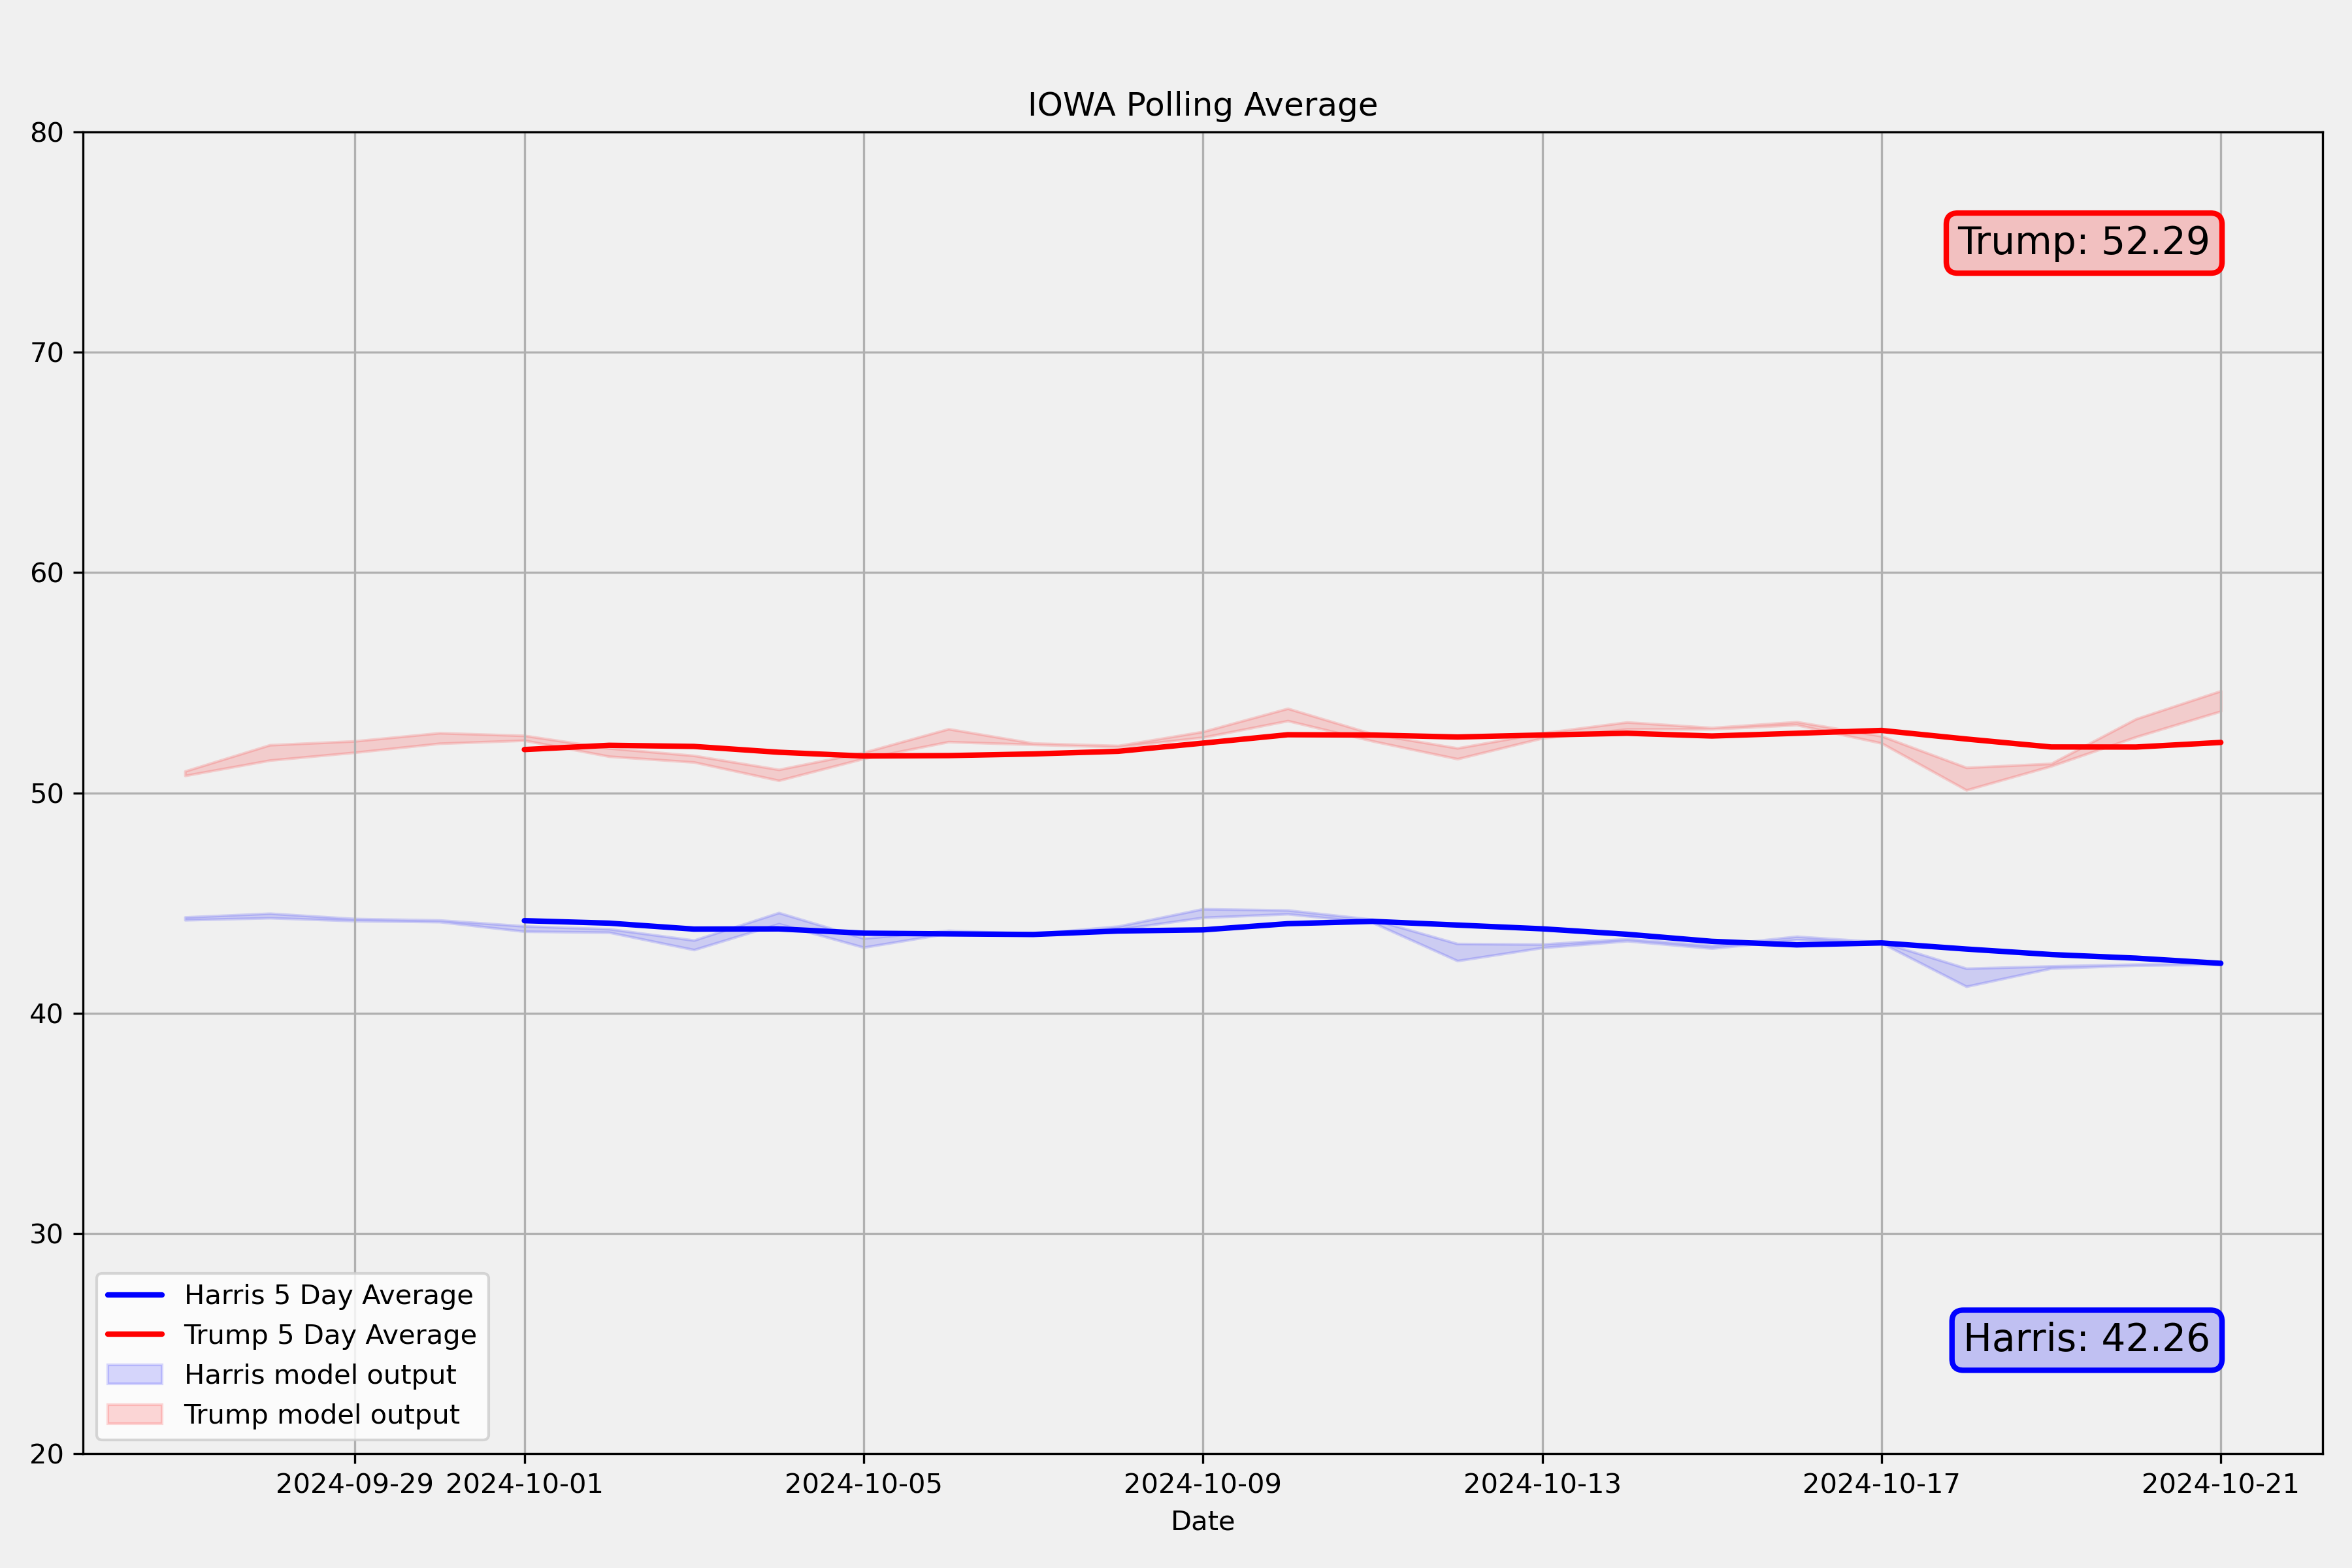 IOWA Polling Average
80
70
60
50
40
30
20
Trump: 52.29
Harris: 42.26
Harris 5 Day Average
Trump 5 Day Average
Harris model output
Trump model output
2024-09-29 2024-10-01 2024-10-05 2024-10-09 2024-10-13 2024-10-17 2024-10-21
Date